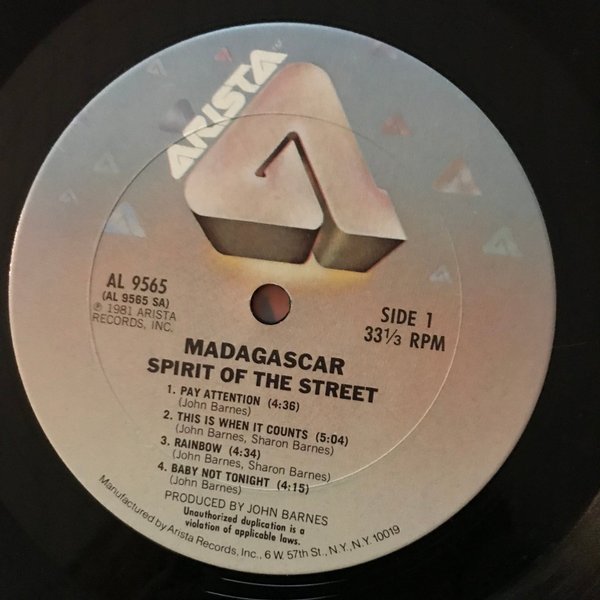 ARISTA™
AL 9565
(AL 9565 SA)
℗ 1981 ARISTA
RECORDS, INC.
SIDE 1
33⅓ RPM
MADAGASCAR
SPIRIT OF THE STREET
1. PAY ATTENTION (4:36)
(John Barnes)
2. THIS IS WHEN IT COUNTS (5:04)
(John Barnes, Sharon Barnes)
3. RAINBOW (4:34)
(John Barnes, Sharon Barnes)
4. BABY NOT TONIGHT (4:15)
(John Barnes)
PRODUCED BY JOHN BARNES
Unauthorized duplication is a
violation of applicable laws.
Manufactured by Arista Records, Inc., 6 W. 57th St., N.Y., N.Y. 10019